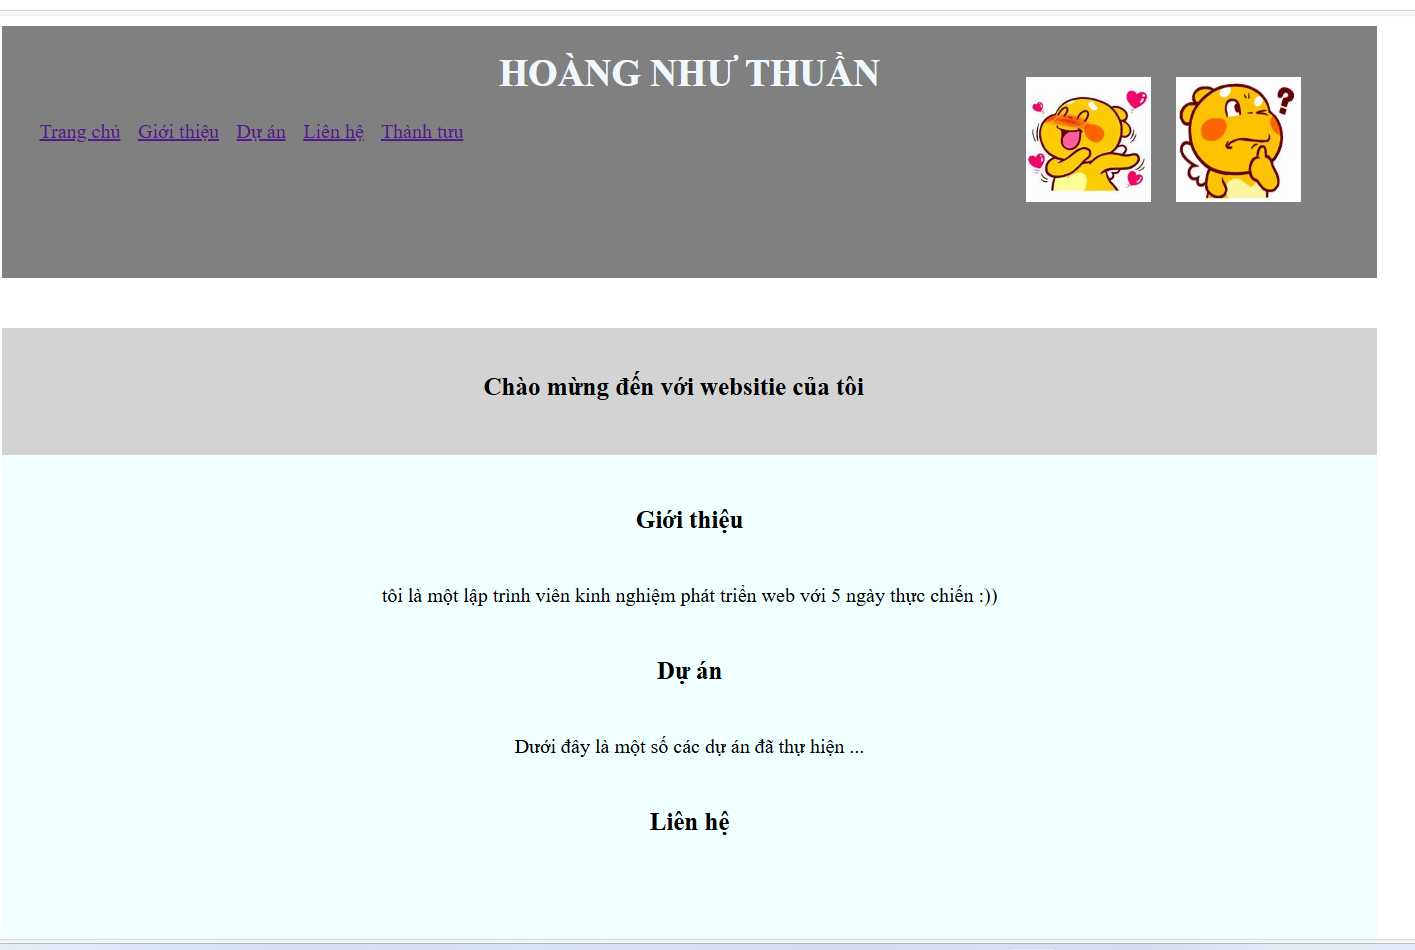 HOÀNG NHƯ THUẦN
Trang chủ Giới thiệu Dự án Liên hệ Thành tưu
?
Chào mừng đến với websitie của tôi
Giới thiệu
tôi là một lập trình viên kinh nghiệm phát triển web với 5 ngày thực chiến :))
Dự án
Dưới đây là một số các dự án đã thự hiện ...
Liên hệ